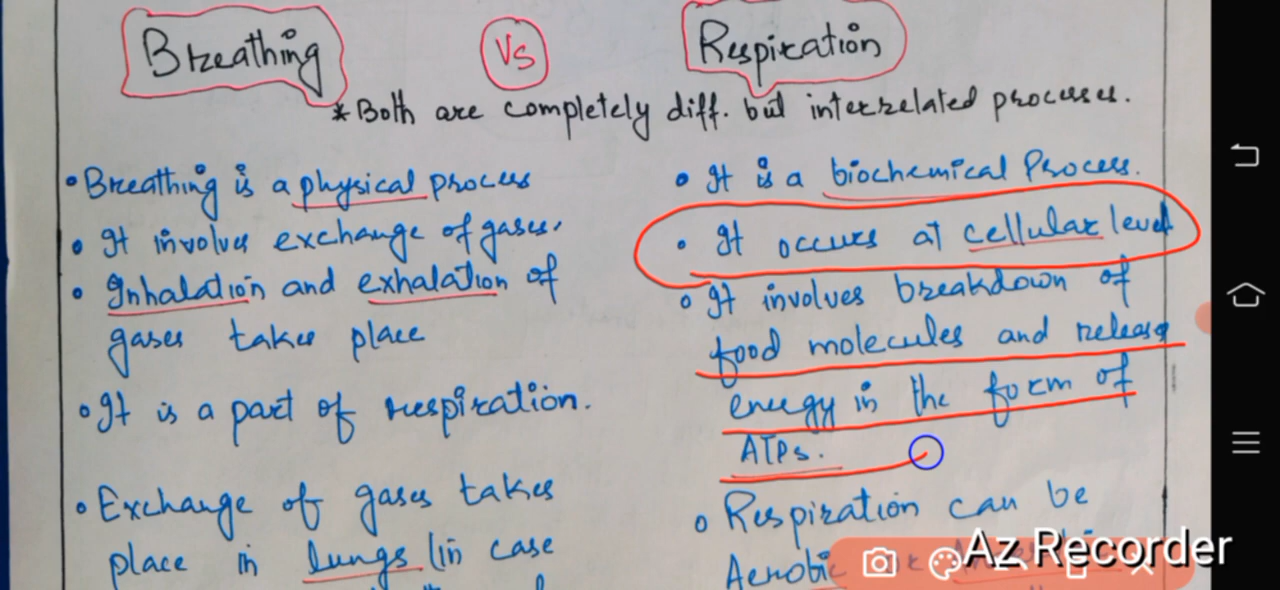 Breathing
Vs
Respiration
* Both are completely diff. but interrelated processes.
• Breathing is a physical process
• It involves exchange of gases.
• Inhalation and exhalation of
gases takes place
• It is a part of respiration.
• Exchange of gases takes
place in lungs (in case
• It is a biochemical Process.
• It occurs at cellular level
• It involves breakdown of
food molecules and release
energy in the form of
ATPs.
• Respiration can be
Aerobic
Az Recorder